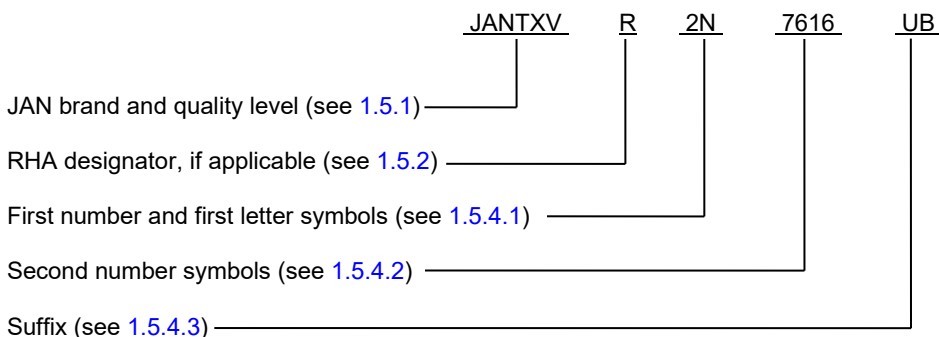 JANTXV R 2N 7616 UB
JAN brand and quality level (see 1.5.1)
RHA designator, if applicable (see 1.5.2)
First number and first letter symbols (see 1.5.4.1)
Second number symbols (see 1.5.4.2)
Suffix (see 1.5.4.3)